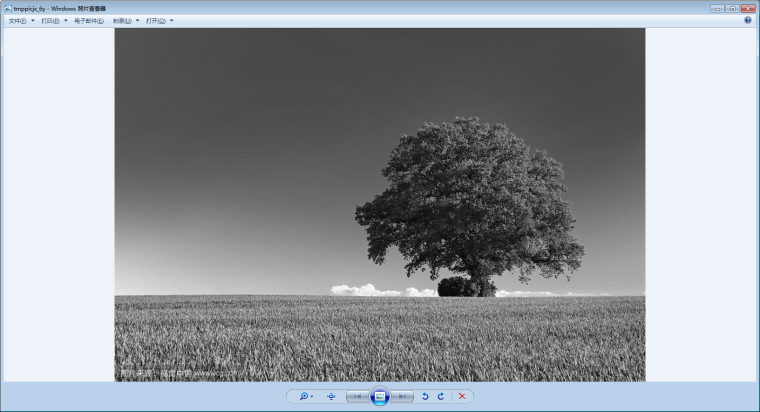 tmppicjx_6y - Windows 照片查看器
文件(F) 打印(P) 电子邮件(E) 刻录(U) 打开(O)
图片来源：视觉中国 www.vcg.com